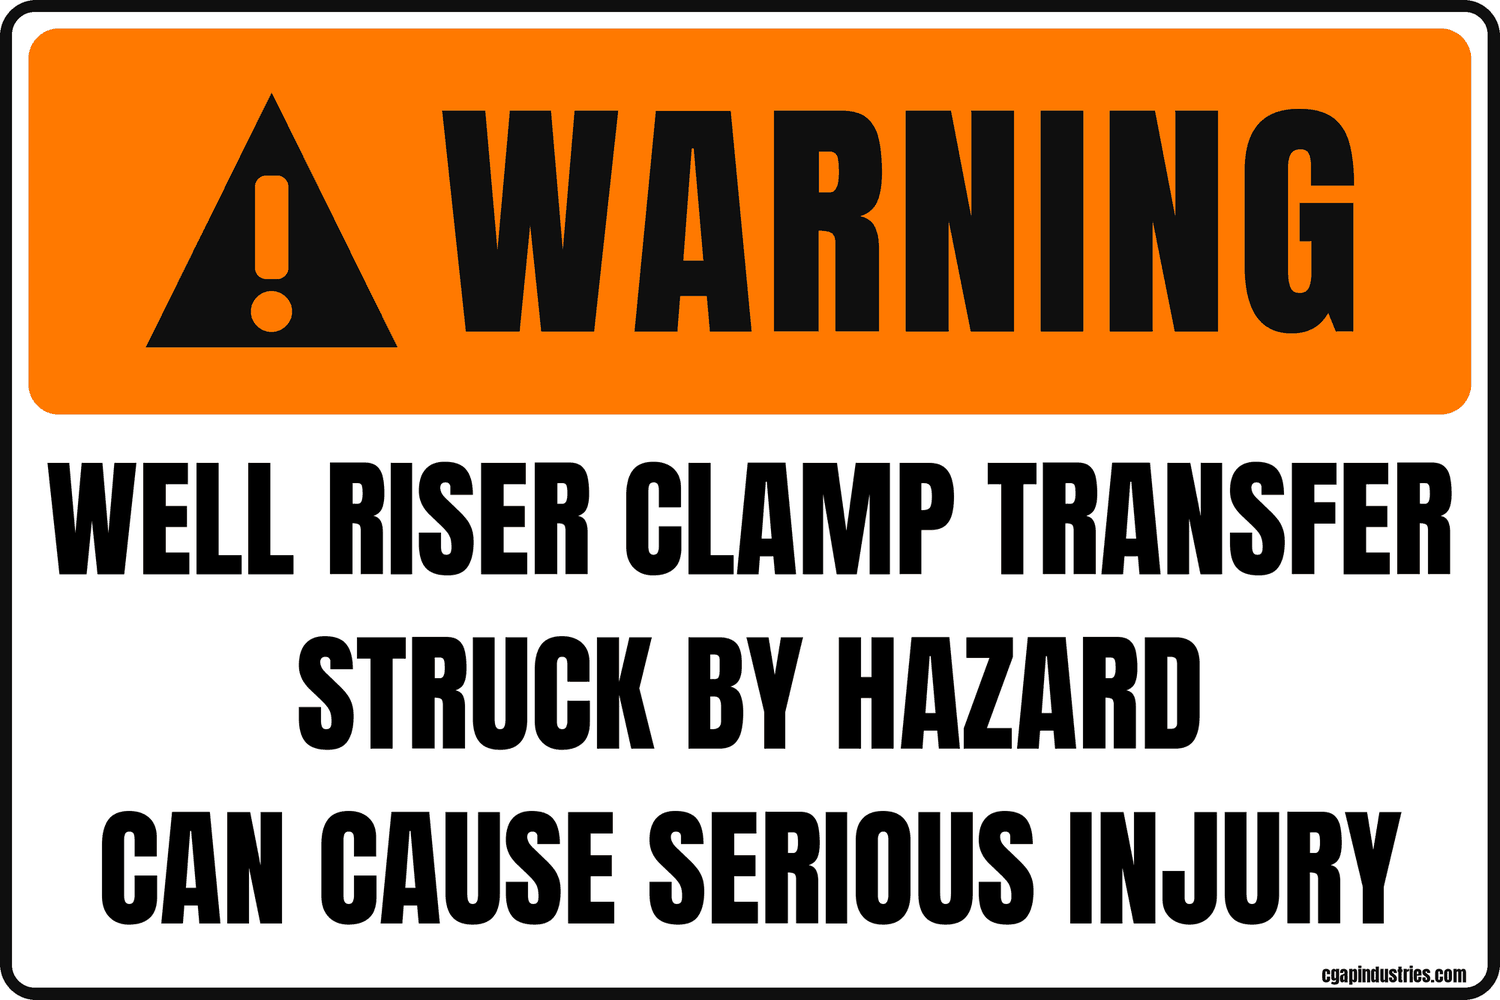 WARNING
WELL RISER CLAMP TRANSFER
STRUCK BY HAZARD
CAN CAUSE SERIOUS INJURY
cgapindustries.com